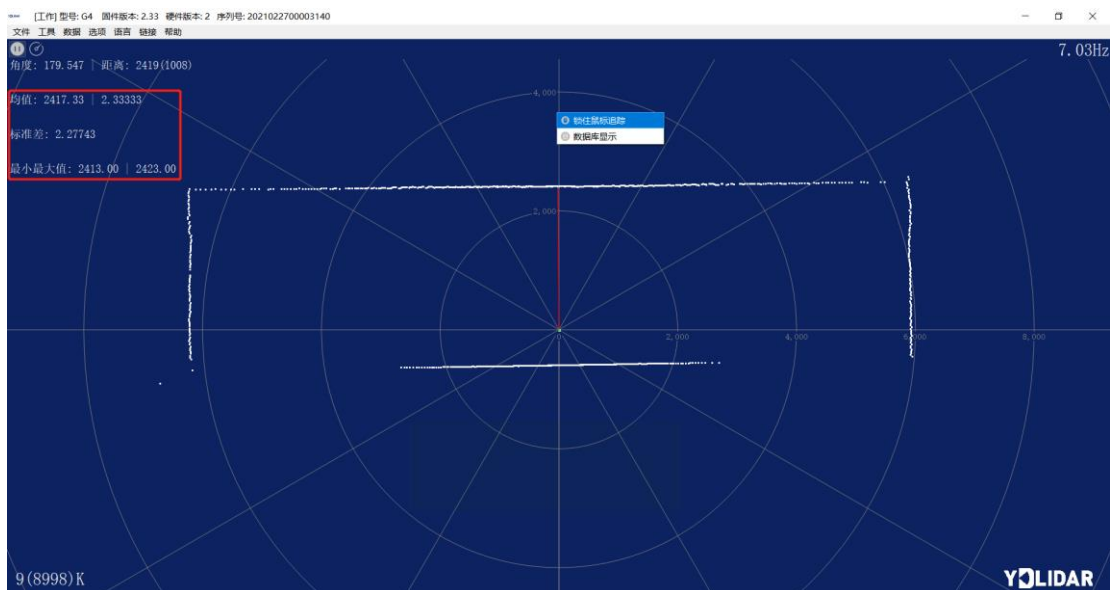 [工作] 型号: G4 固件版本: 2.33 硬件版本: 2 序列号: 2021022700003140
文件 工具 数据 选项 语言 链接 帮助
7.03Hz
角度: 179.547 | 距离: 2419(1008)
均值: 2417.33 | 2.33333
标准差: 2.27743
最小最大值: 2413.00 | 2423.00
4,000
锁住鼠标追踪
数据库显示
2,000
0
2,000
4,000
6,000
8,000
9(8998)K
YDLIDAR